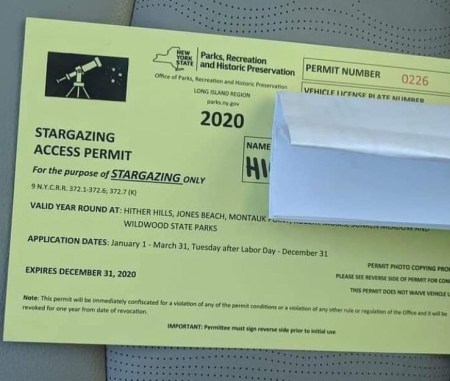 NEW
YORK
STATE
Parks, Recreation
and Historic Preservation
Office of Parks, Recreation and Historic Preservation
LONG ISLAND REGION
parks.ny.gov
2020
PERMIT NUMBER 0226
VEHICLE LICENSE PLATE NUMBER
NAME
STARGAZING
ACCESS PERMIT
For the purpose of STARGAZING ONLY
9 N.Y.C.R.R. 372.1-372.6; 372.7 (K)
VALID YEAR ROUND AT: HITHER HILLS, JONES BEACH, MONTAUK
WILDWOOD STATE PARKS
APPLICATION DATES: January 1 - March 31, Tuesday after Labor Day - December 31
EXPIRES DECEMBER 31, 2020
PERMIT PHOTO COPYING
PLEASE SEE REVERSE SIDE OF PERMIT FOR
THIS PERMIT DOES NOT WAIVE VEHICLE
Note: This permit will be immediately confiscated for a violation of any of the permit conditions or a violation of any other rule or regulation of the Office and it will be
revoked for one year from date of revocation.
IMPORTANT: Permittee must sign reverse side prior to initial use